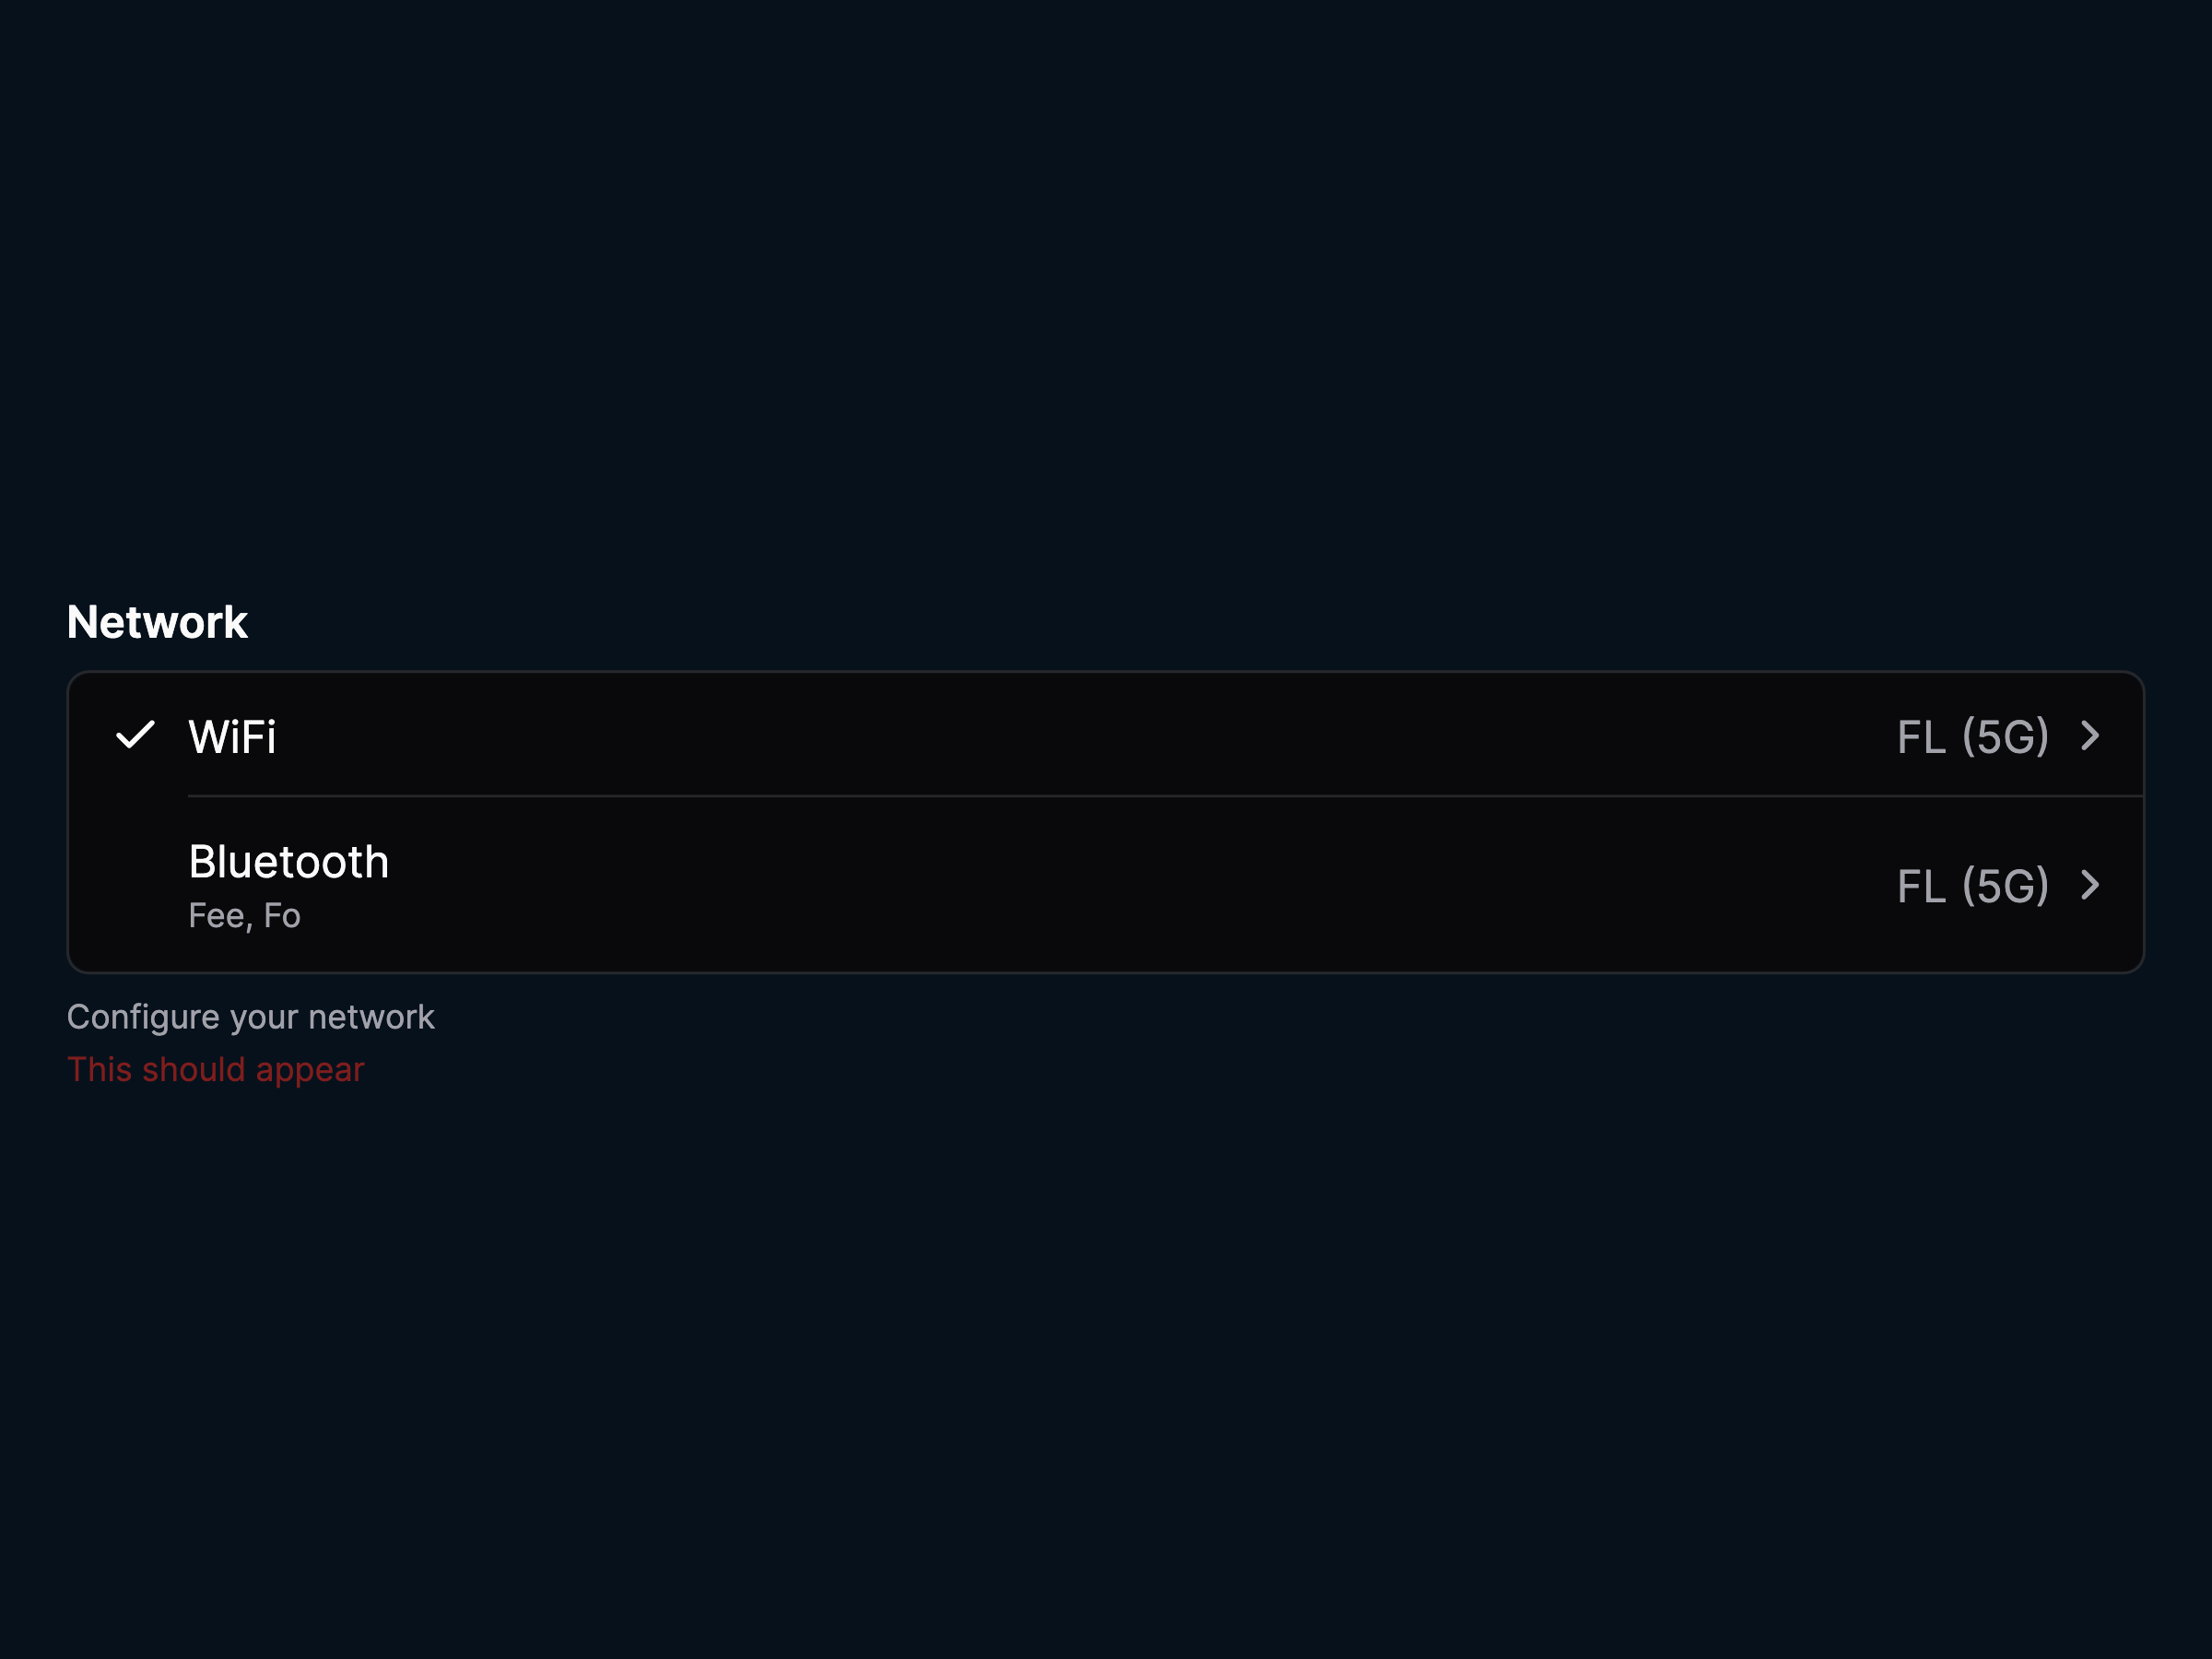 Network
WiFi FL (5G)
Bluetooth
Fee, Fo
FL (5G)
Configure your network
This should appear